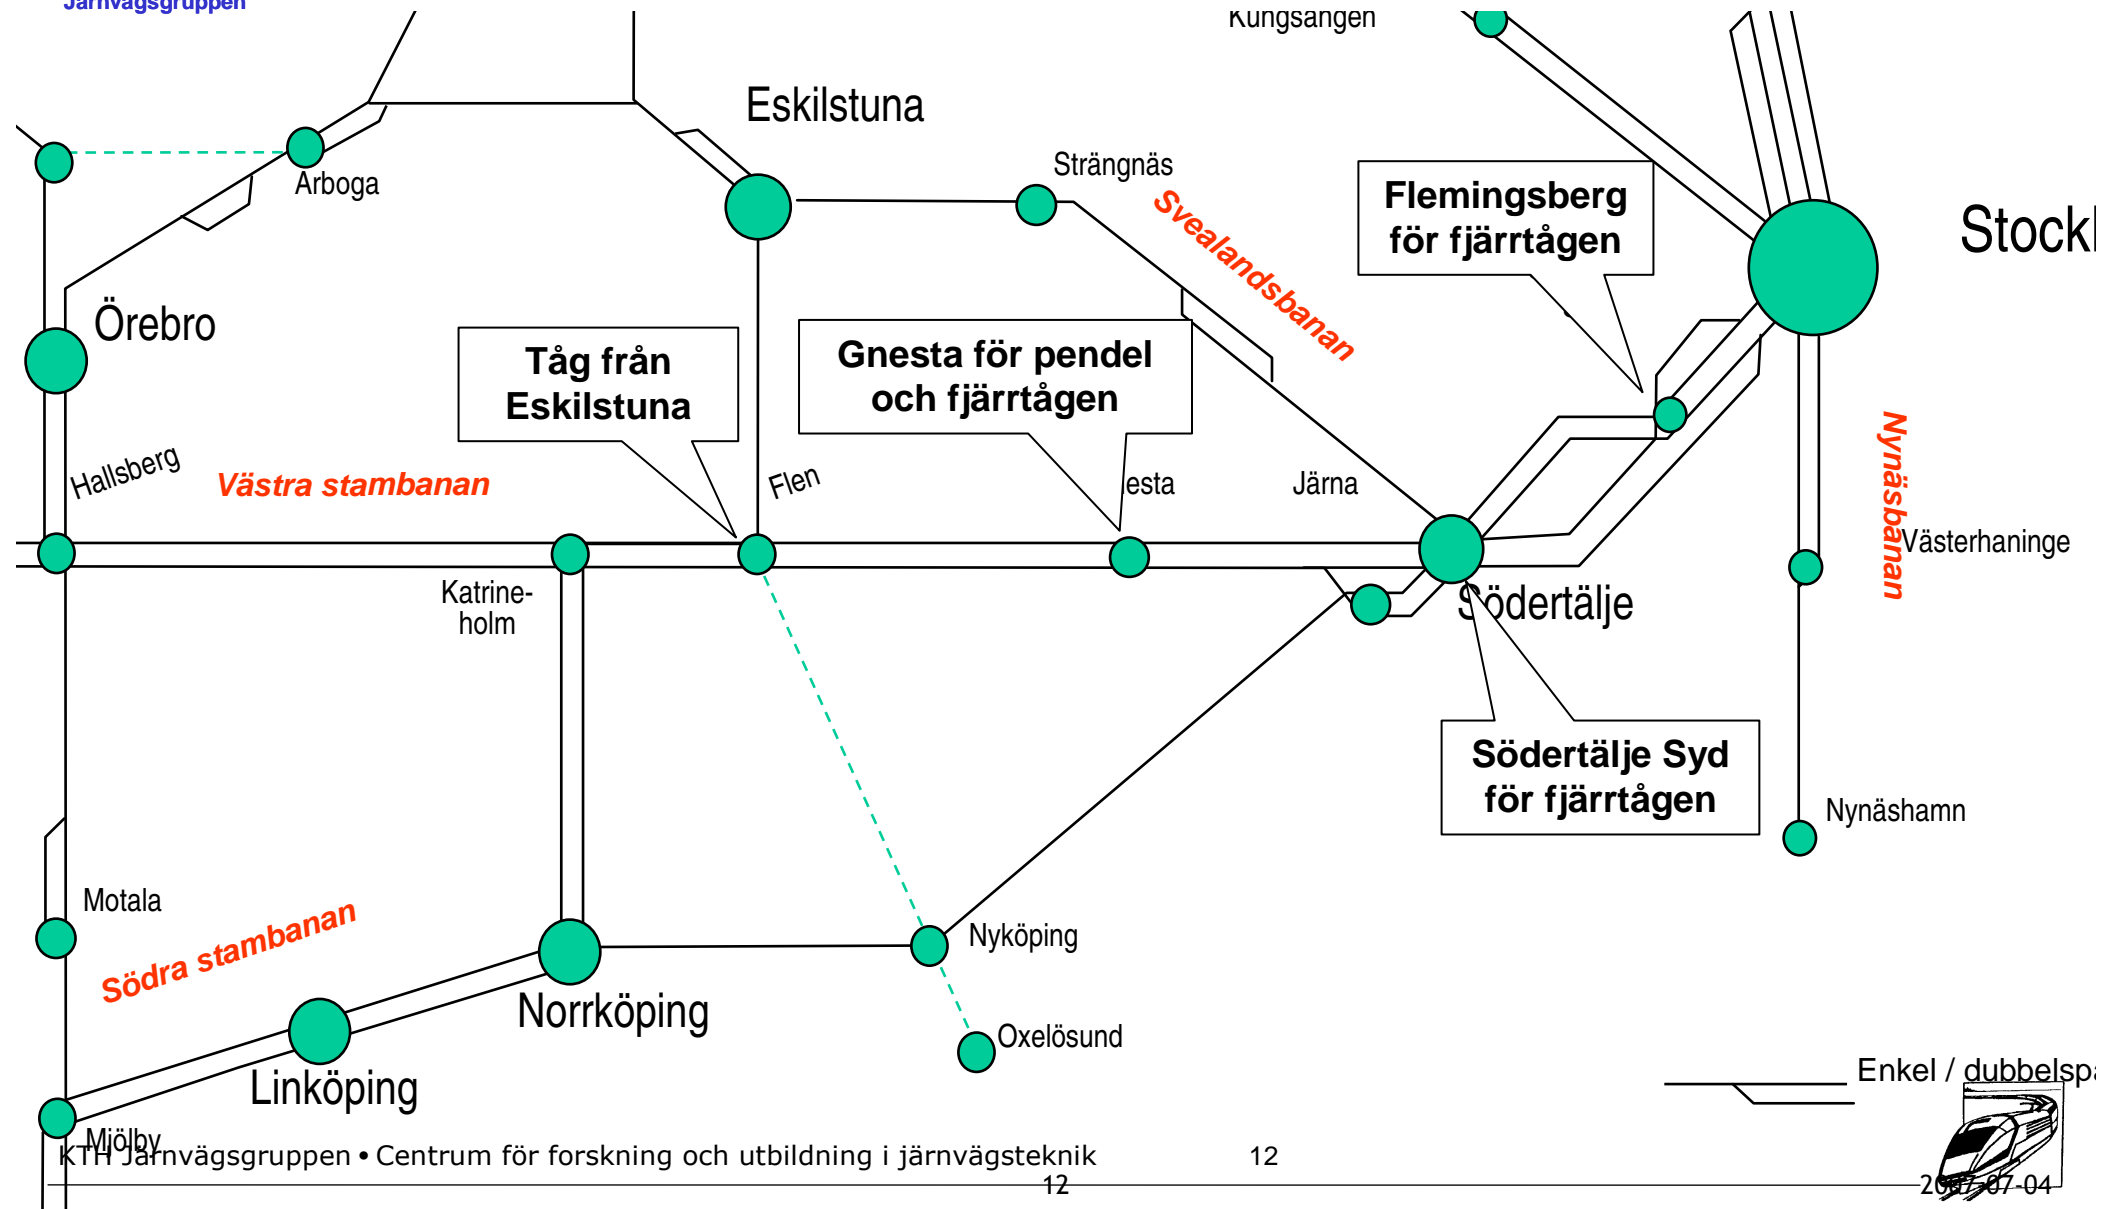 Järnvägsgruppen
Kungsängen
Eskilstuna
Strängnäs
Arboga
Flemingsberg
för fjärrtågen
Svealandsbanan
Stockl
Örebro
Tåg från
Eskilstuna
Gnesta för pendel
och fjärrtågen
Hallsberg
Västra stambanan
Flen
esta
Järna
Nynäsbanan
Västerhaninge
Katrine-
holm
Södertälje
Södertälje Syd
för fjärrtågen
Nynäshamn
Motala
Södra stambanan
Nyköping
Norrköping
Oxelösund
Linköping
Enkel / dubbelspå
Mjölby
KTH Järnvägsgruppen • Centrum för forskning och utbildning i järnvägsteknik 12
12
2007-07-04